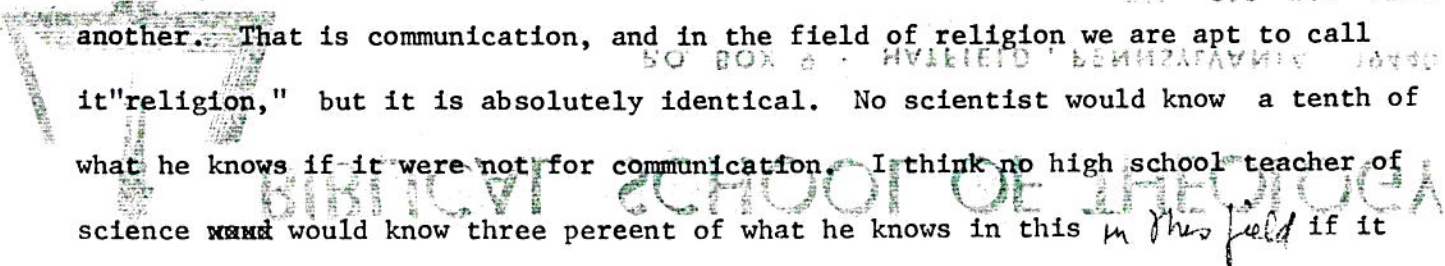 another. That is communication, and in the field of religion we are apt to call
it"religion," but it is absolutely identical. No scientist would know a tenth of
what he knows if it were not for communication. I think no high school teacher of
science would know three pereent of what he knows in this in this field if it
BIBLICAL SCHOOL OF THEOLOGY